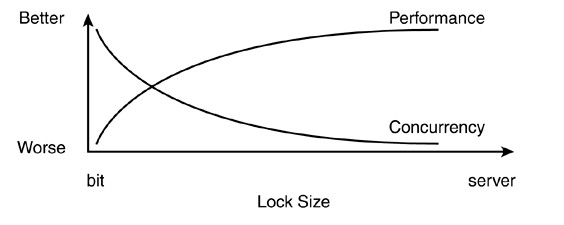 Better
Performance
Concurrency
Worse
bit
server
Lock Size